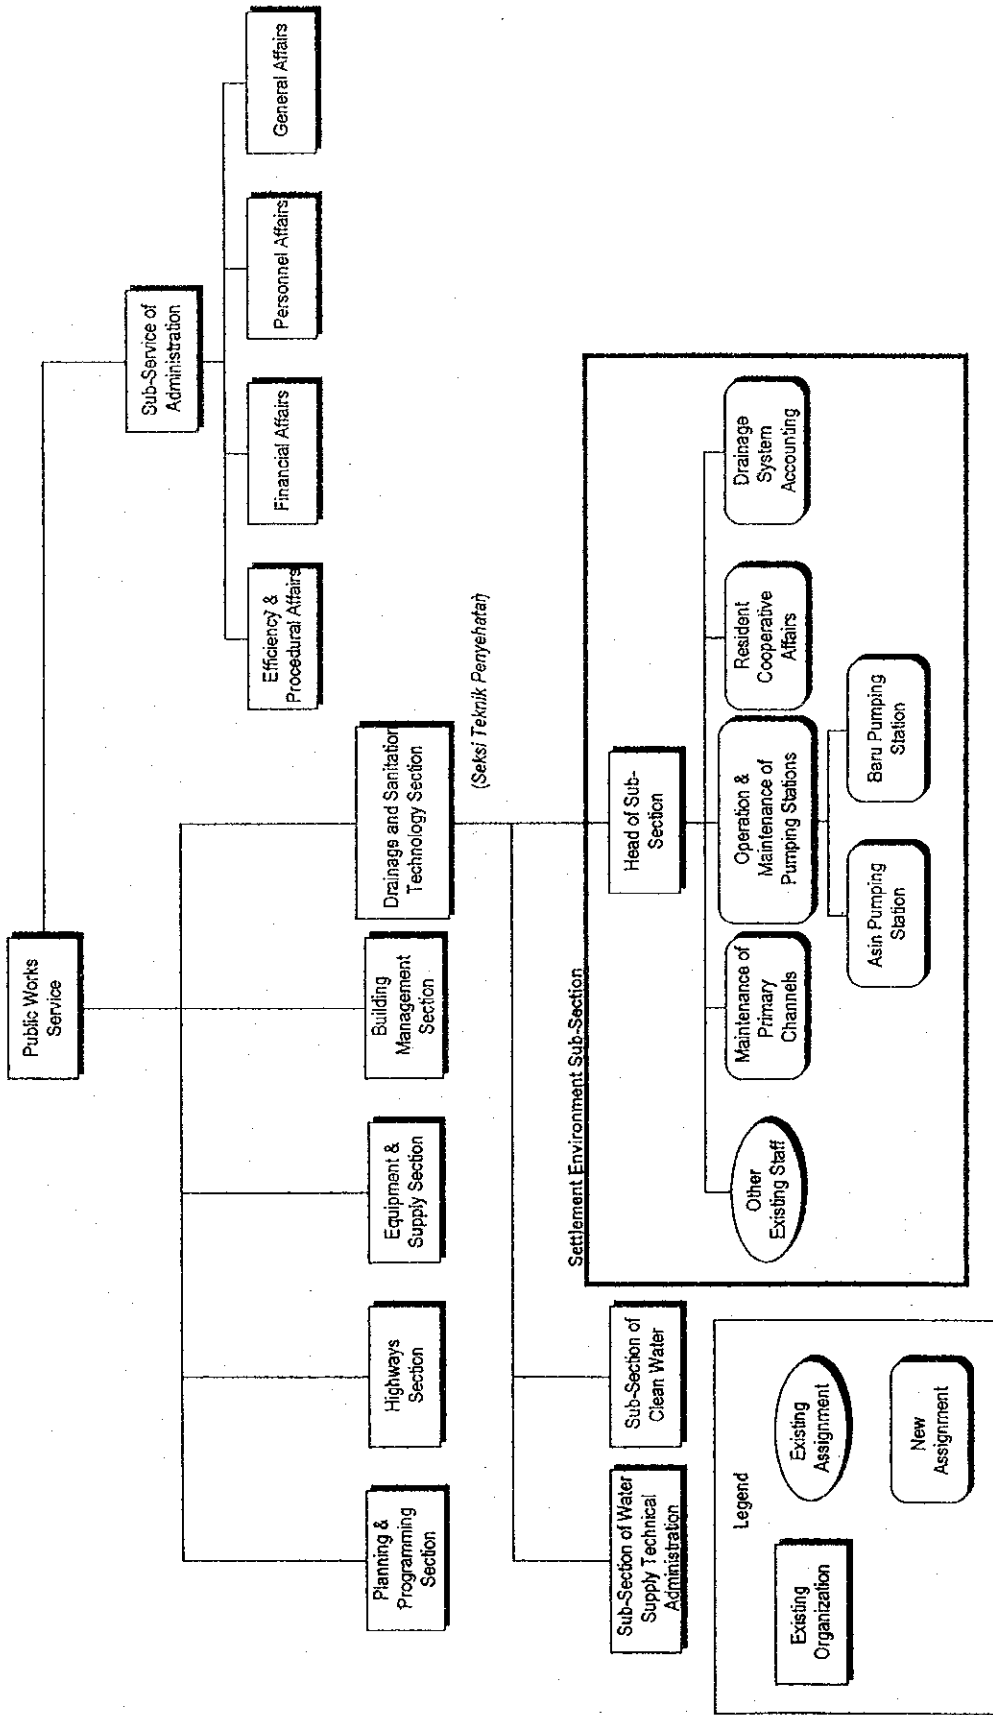 Public Works
Service
Sub-Service of
Administration
Efficiency &
Procedural Affairs
Financial Affairs
Personnel Affairs
General Affairs
Planning &
Programming
Section
Highways
Section
Equipment &
Supply Section
Building
Management
Section
Drainage and Sanitation
Technology Section
(Seksi Teknik Penyehatan)
Sub-Section of Water
Supply Technical
Administration
Sub-Section of
Clean Water
Settlement Environment Sub-Section
Head of Sub-
Section
Other
Existing Staff
Maintenance of
Primary
Channels
Operation &
Maintenance of
Pumping Stations
Resident
Cooperative
Affairs
Drainage
System
Accounting
Asin Pumping
Station
Baru Pumping
Station
Legend
Existing
Organization
Existing
Assignment
New
Assignment